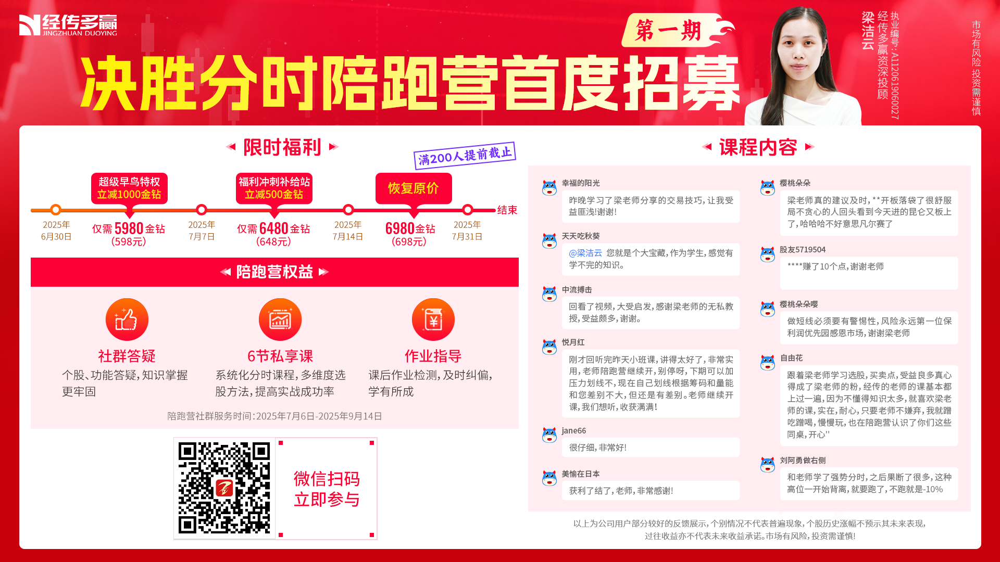 经传多赢
JINGZHUAN DUOYING
第一期
决胜分时陪跑营首度招募
梁洁云
经传多赢资深投顾
执业编号:A1120619060027
市场有风险 投资需谨慎
限时福利
满200人提前截止
超级早鸟特权
立减1000金钻
福利冲刺补给站
立减500金钻
恢复原价
结束
2025年
6月30日
仅需5980金钻
(598元)
2025年
7月7日
仅需6480金钻
(648元)
2025年
7月14日
6980金钻
(698元)
2025年
7月31日
陪跑营权益
社群答疑
个股、功能答疑,知识掌握
更牢固
6节私享课
系统化分时课程,多维度选
股方法,提高实战成功率
作业指导
课后作业检测,及时纠偏,
学有所成
陪跑营社群服务时间:2025年7月6日-2025年9月14日
微信扫码
立即参与
课程内容
幸福的阳光
昨晚学习了梁老师分享的交易技巧,让我受
益匪浅!谢谢!
天天吃秋葵
@梁洁云 您就是个大宝藏,作为学生,感觉有
学不完的知识。
中流搏击
回看了视频,大受启发,感谢梁老师的无私教
授,受益颇多,谢谢。
悦月红
刚才回听完昨天小班课,讲得太好了,非常实
用,老师陪跑营继续开,别停呀,下期可以加
压力划线不,现在自己划线根据筹码和量能
和您差别不大,但还是有差别。老师继续开
课,我们想听,收获满满!
jane66
很仔细,非常好!
美愉在日本
获利了结了,老师,非常感谢!
樱桃朵朵
梁老师真的建议及时,**开板落袋了很舒服
局不贪心的人回头看到今天进的昆仑又板上
了,哈哈哈不好意思凡尔赛了
股友5719504
****赚了10个点,谢谢老师
樱桃朵朵嘤
做短线必须要有警惕性,风险永远第一位保
利润优先园感恩市场,谢谢梁老师
自由花
跟着梁老师学习选股,买卖点,受益良多真心
得成了梁老师的粉,经传的老师的课基本都
上过一遍,因为不懂得知识太多,就喜欢梁老
师的课,实在,耐心,只要老师不嫌弃,我就蹭
吃蹭喝,慢慢玩,也在陪跑营认识了你们这些
同桌,开心''
刘阿勇做右侧
和老师学了强势分时,之后果断了很多,这种
高位一开始背离,就要跑了,不跑就是-10%
以上为公司用户部分较好的反馈展示,个别情况不代表普遍现象,个股历史涨幅不预示其未来表现,
过往收益亦不代表未来收益承诺。市场有风险,投资需谨慎!